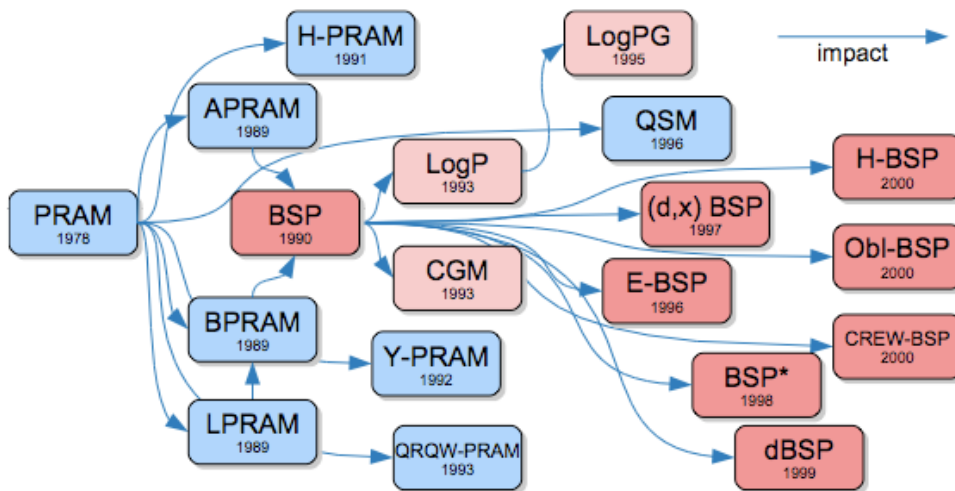 H-PRAM
1991
LogPG
1995
impact
APRAM
1989
QSM
1996
LogP
1993
H-BSP
2000
PRAM
1978
BSP
1990
(d,x) BSP
1997
Obl-BSP
2000
CGM
1993
E-BSP
1996
BPRAM
1989
CREW-BSP
2000
Y-PRAM
1992
BSP*
1998
LPRAM
1989
QRQW-PRAM
1993
dBSP
1999